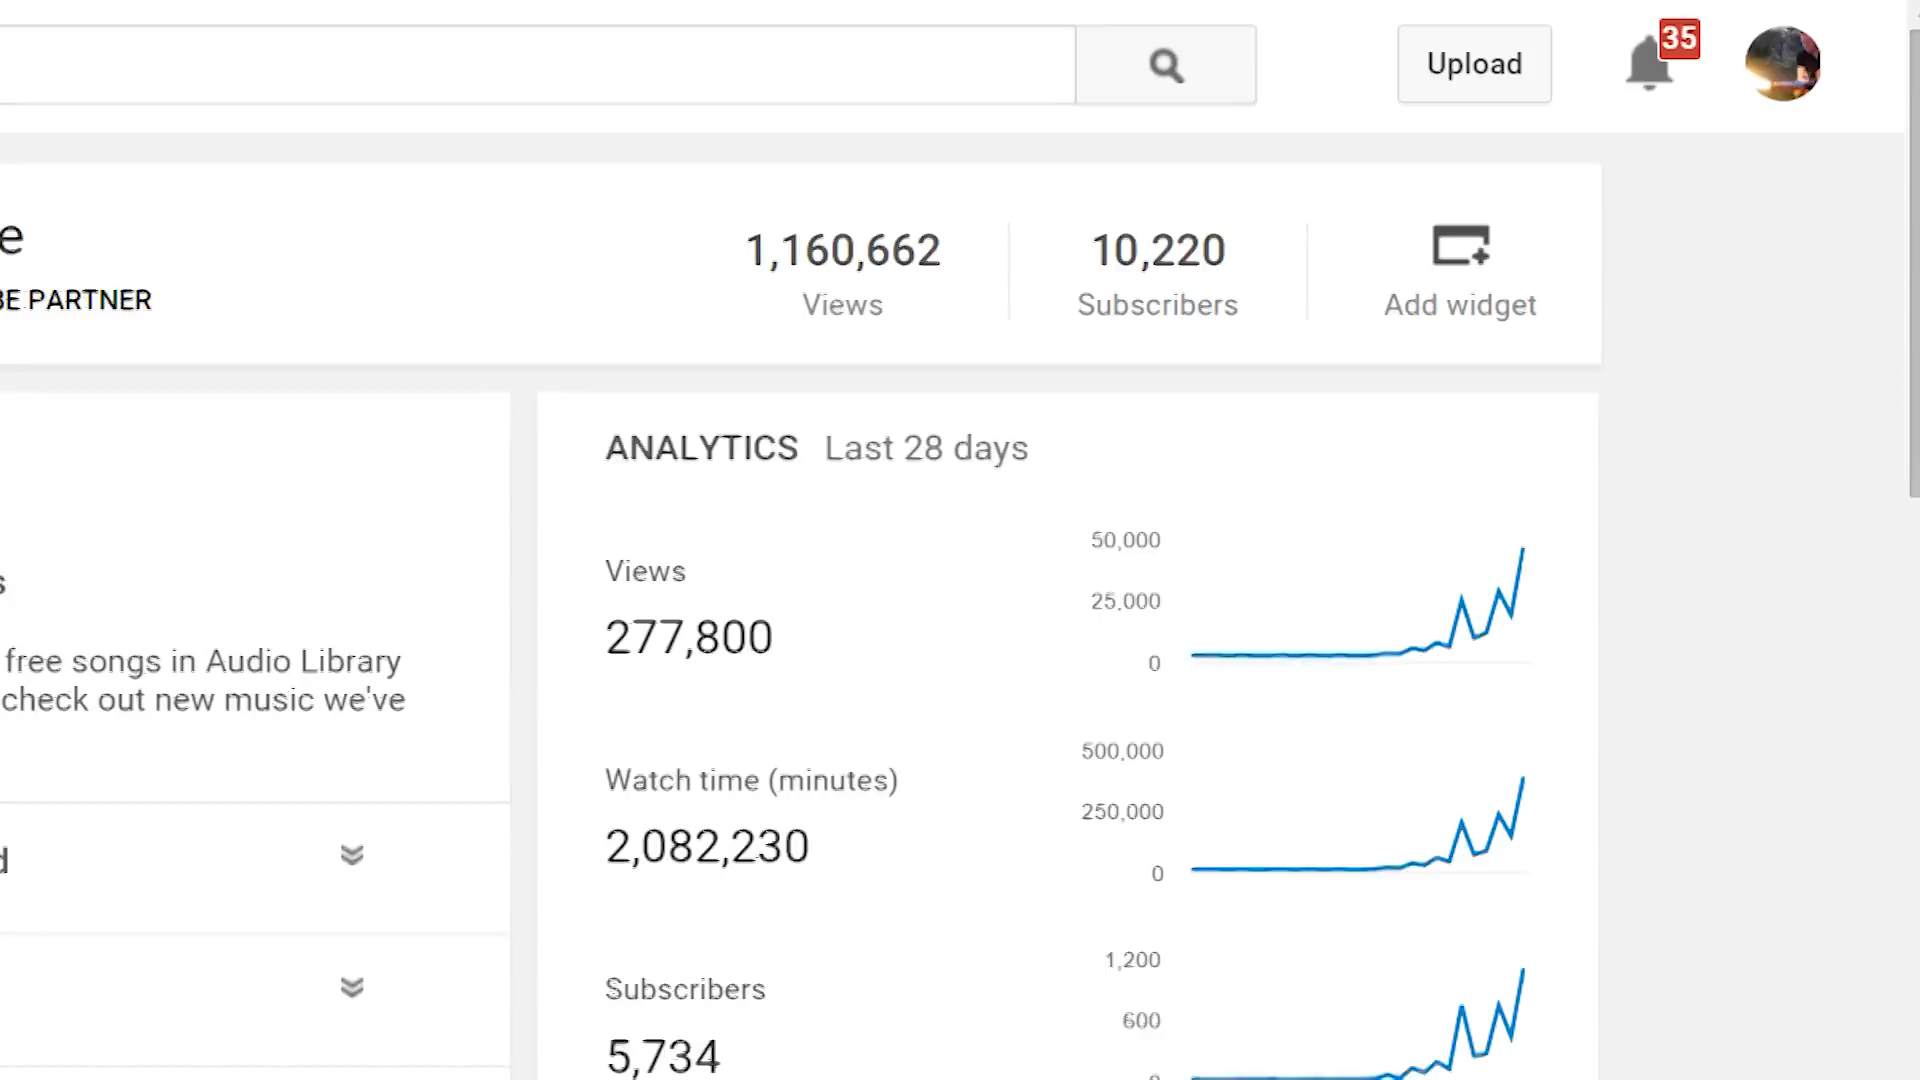 Upload
35
e
BE PARTNER
1,160,662
Views
10,220
Subscribers
Add widget
ANALYTICS Last 28 days
s
free songs in Audio Library
check out new music we've
d
Views
277,800
50,000
25,000
0
Watch time (minutes)
2,082,230
500,000
250,000
0
Subscribers
5,734
1,200
600